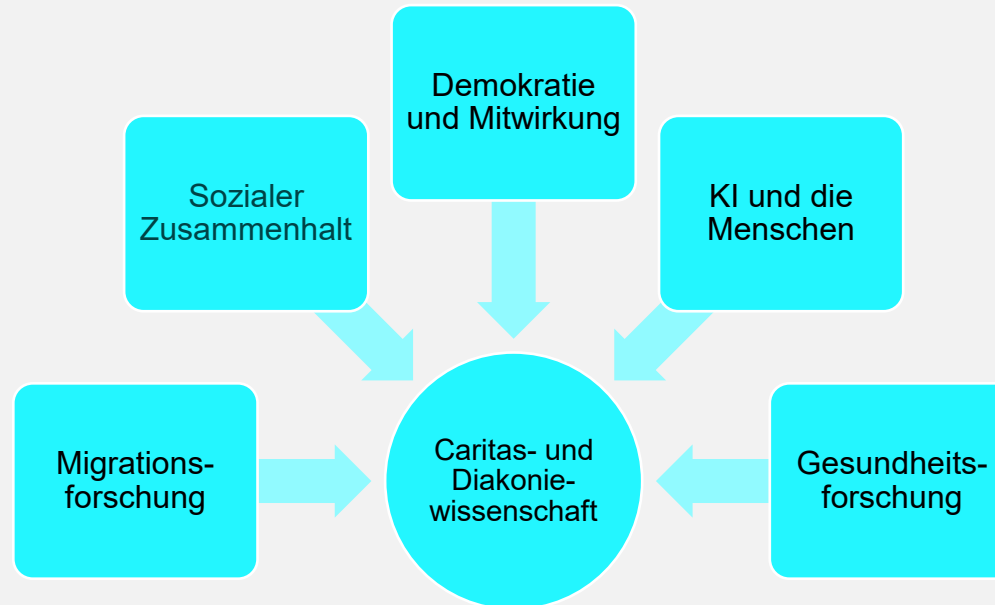 Demokratie
und Mitwirkung
Sozialer
Zusammenhalt
KI und die
Menschen
Migrations-
forschung
Caritas- und
Diakonie-
wissenschaft
Gesundheits-
forschung